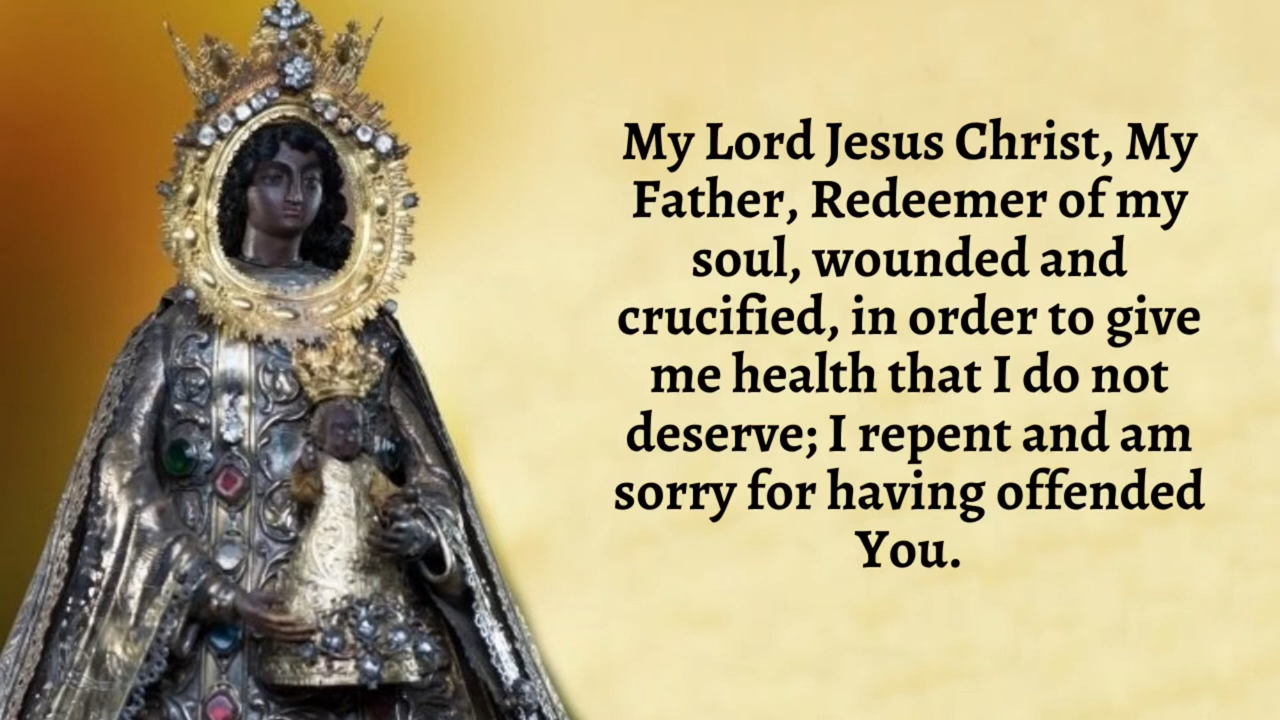 My Lord Jesus Christ, My
Father, Redeemer of my
soul, wounded and
crucified, in order to give
me health that I do not
deserve; I repent and am
sorry for having offended
You.